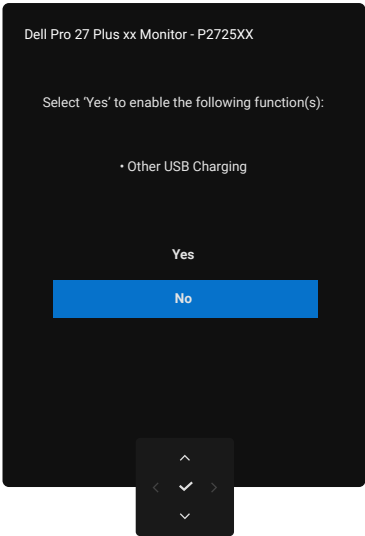 Dell Pro 27 Plus xx Monitor - P2725XX
Select ‘Yes’ to enable the following function(s):
• Other USB Charging
Yes
No